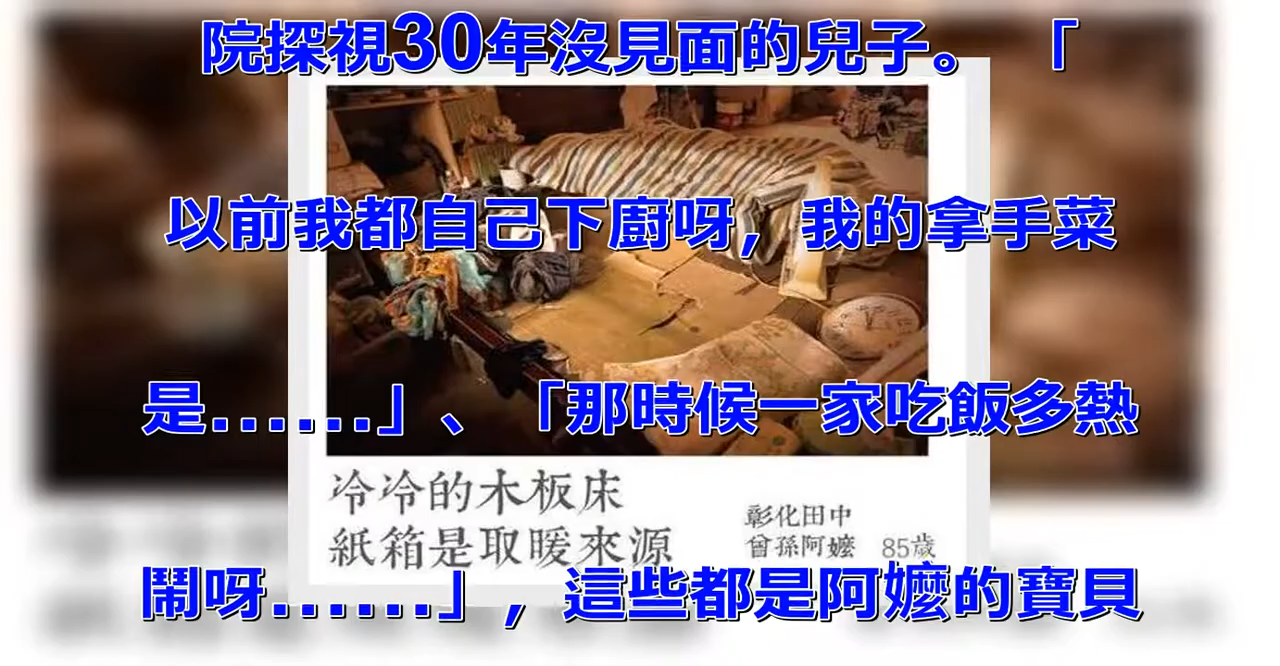 院探視30年沒見面的兒子。 「
以前我都自己下廚呀，我的拿手菜
是......」、「那時候一家吃飯多熱
冷冷的木板床
紙箱是取暖來源
彰化田中
曾孫阿嬤 85歲
鬧呀......」，這些都是阿嬤的寶貝